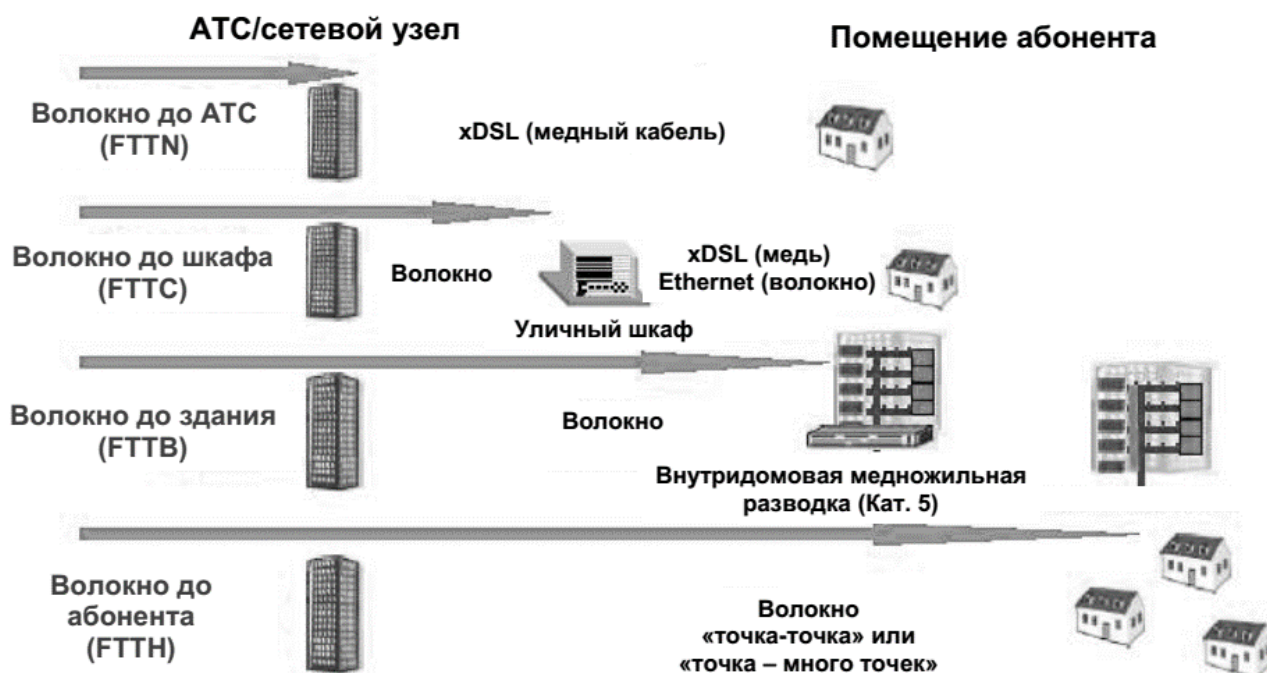 АТС/сетевой узел
Помещение абонента
Волокно до АТС
(FTTN)
xDSL (медный кабель)
Волокно до шкафа
(FTTC)
Волокно
xDSL (медь)
Ethernet (волокно)
Уличный шкаф
Волокно до здания
(FTTB)
Волокно
Внутридомовая медножильная
разводка (Кат. 5)
Волокно до
абонента
(FTTH)
Волокно
«точка-точка» или
«точка – много точек»